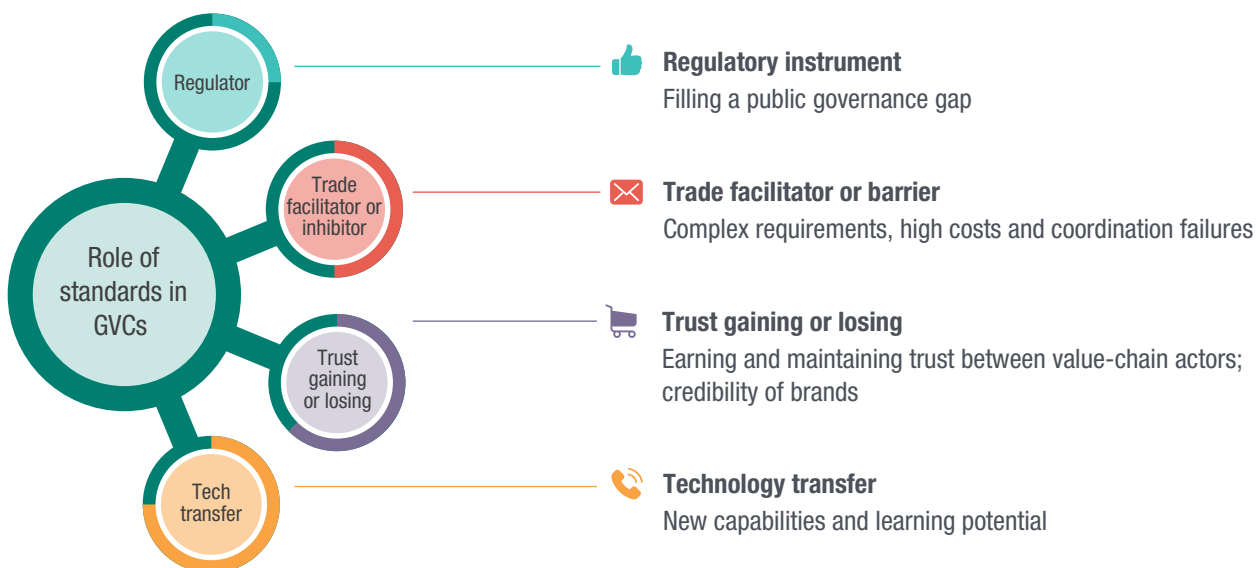 Role of
standards in
GVCs
Regulator
Regulatory instrument
Filling a public governance gap
Trade
facilitator or
inhibitor
Trade facilitator or barrier
Complex requirements, high costs and coordination failures
Trust
gaining
or losing
Trust gaining or losing
Earning and maintaining trust between value-chain actors;
credibility of brands
Tech
transfer
Technology transfer
New capabilities and learning potential